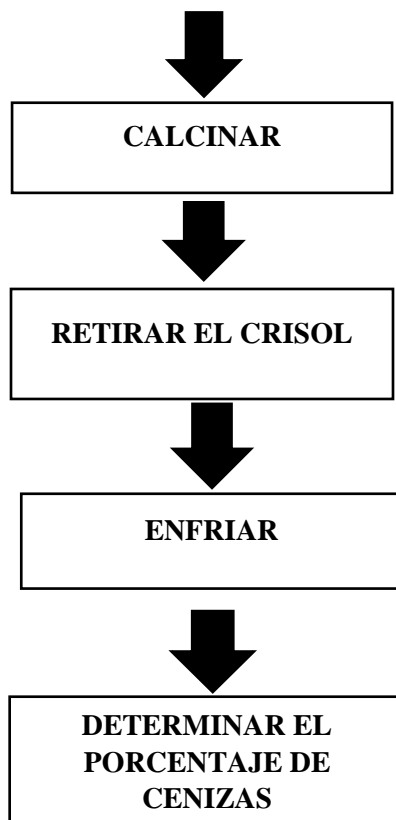 CALCINAR
RETIRAR EL CRISOL
ENFRIAR
DETERMINAR EL
PORCENTAJE DE
CENIZAS